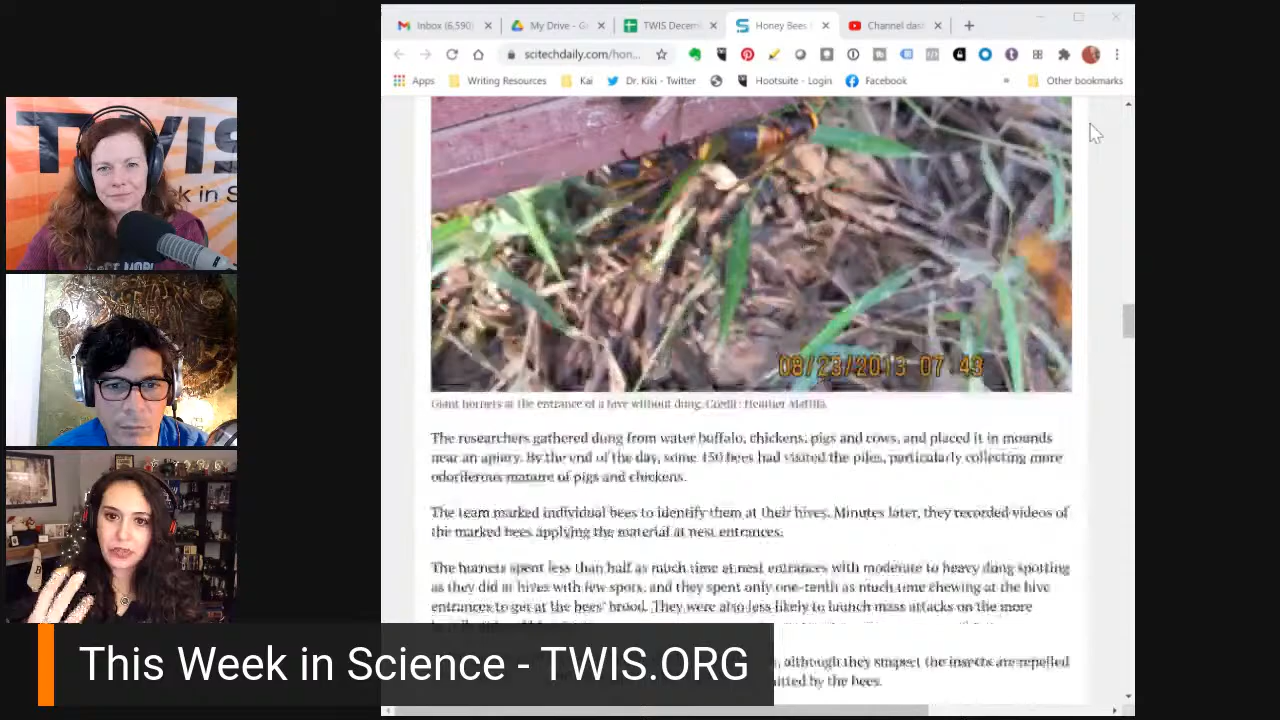 Inbox (6,590)
My Drive - G
TWIS Decem
Honey Bees
Channel das
scitechdaily.com/hon...
Apps
Writing Resources
Kai
Dr. Kiki - Twitter
Hootsuite - Login
Facebook
»
Other bookmarks
TWIS
k in S
08/23/2013 07:43
Giant hornets at the entrance of a hive without dung. Credit: Heather Mattila.
The researchers gathered dung from water buffalo, chickens, pigs and cows, and placed it in mounds
near an apiary. By the end of the day, some 150 bees had visited the piles, particularly collecting more
odoriferous manure of pigs and chickens.
The team marked individual bees to identify them at their hives. Minutes later, they recorded videos of
the marked bees applying the material at nest entrances.
The hornets spent less than half as much time at nest entrances with moderate to heavy dung spotting
as they did at hives with few spots, and they spent only one-tenth as much time chewing at the hive
entrances to get at the bees' brood. They were also less likely to launch mass attacks on the more
, although they suspect the insects are repelled
itted by the bees.
This Week in Science - TWIS.ORG